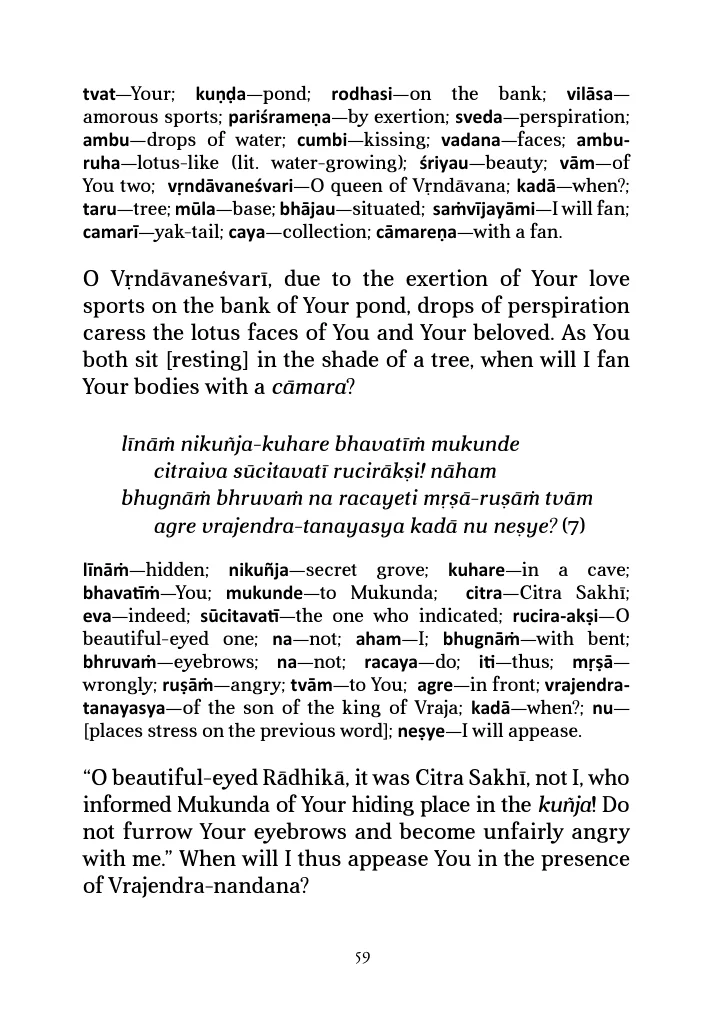 tvat—Your; kuṇḍa—pond; rodhasi—on the bank; vilāsa—
amorous sports; pariśrameṇa—by exertion; sveda—perspiration;
ambu—drops of water; cumbi—kissing; vadana—faces; ambu-
ruha—lotus-like (lit. water-growing); śriyau—beauty; vām—of
You two; vṛndāvaneśvari—O queen of Vṛndāvana; kadā—when?;
taru—tree; mūla—base; bhājau—situated; saṁvījayāmi—I will fan;
camarī—yak-tail; caya—collection; cāmareṇa—with a fan.
O Vṛndāvaneśvarī, due to the exertion of Your love
sports on the bank of Your pond, drops of perspiration
caress the lotus faces of You and Your beloved. As You
both sit [resting] in the shade of a tree, when will I fan
Your bodies with a cāmara?
līnāṁ nikuñja-kuhare bhavatīṁ mukunde
citraiva sūcitavatī rucirākṣi! nāham
bhugnāṁ bhruvaṁ na racayeti mṛṣā-ruṣāṁ tvām
agre vrajendra-tanayasya kadā nu neṣye? (7)
līnāṁ—hidden; nikuñja—secret grove; kuhare—in a cave;
bhavatīṁ—You; mukunde—to Mukunda; citra—Citra Sakhī;
eva—indeed; sūcitavatī—the one who indicated; rucira-akṣi—O
beautiful-eyed one; na—not; aham—I; bhugnāṁ—with bent;
bhruvaṁ—eyebrows; na—not; racaya—do; iti—thus; mṛṣā—
wrongly; ruṣāṁ—angry; tvām—to You; agre—in front; vrajendra-
tanayasya—of the son of the king of Vraja; kadā—when?; nu—
[places stress on the previous word]; neṣye—I will appease.
“O beautiful-eyed Rādhikā, it was Citra Sakhī, not I, who
informed Mukunda of Your hiding place in the kuñja! Do
not furrow Your eyebrows and become unfairly angry
with me.” When will I thus appease You in the presence
of Vrajendra-nandana?
59